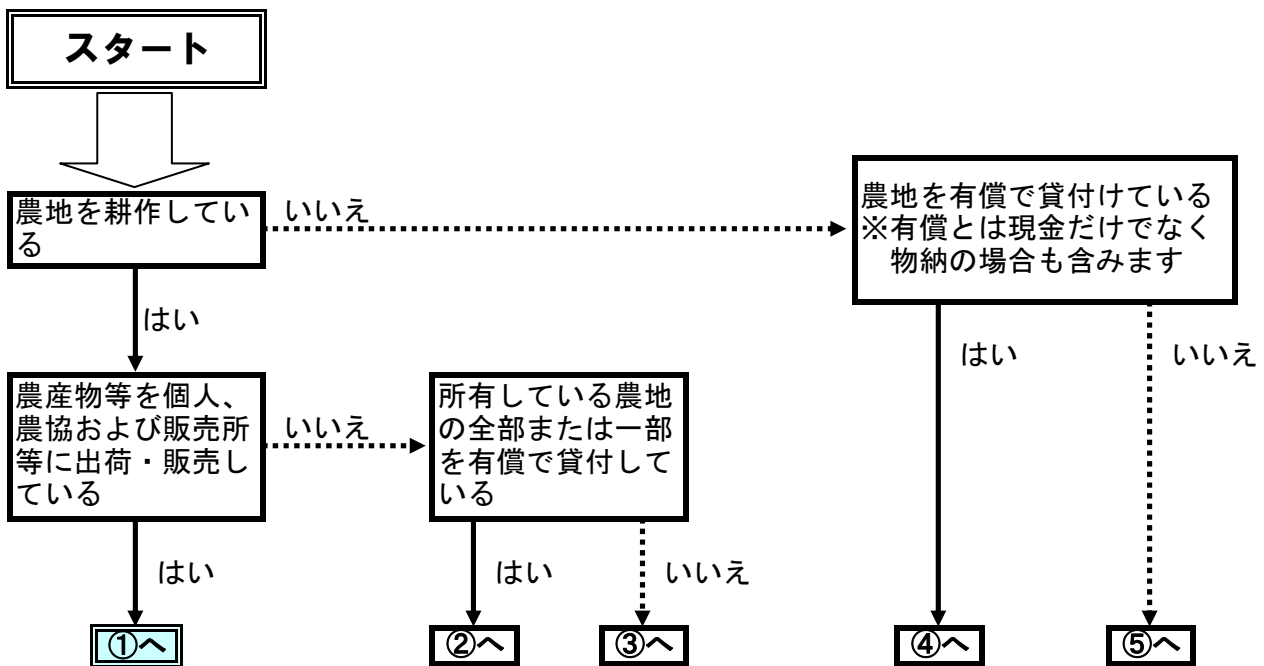 スタート
農地を耕作してい
る
いいえ
農地を有償で貸付けている
※有償とは現金だけでなく
物納の場合も含みます
はい
はい
いいえ
農産物等を個人、
農協および販売所
等に出荷・販売し
ている
いいえ
所有している農地
の全部または一部
を有償で貸付して
いる
はい
はい
いいえ
①へ
②へ
③へ
④へ
⑤へ